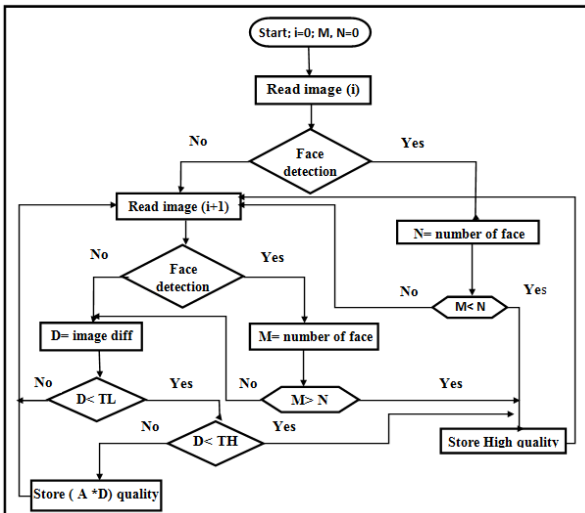 Start; i=0; M, N=0
Read image (i)
No
Face
detection
Yes
Read image (i+1)
N= number of face
No
Face
detection
Yes
No
M< N
Yes
D= image diff
M= number of face
No
D< TL
Yes
No
M> N
Yes
No
D< TH
Yes
Store High quality
Store ( A *D) quality